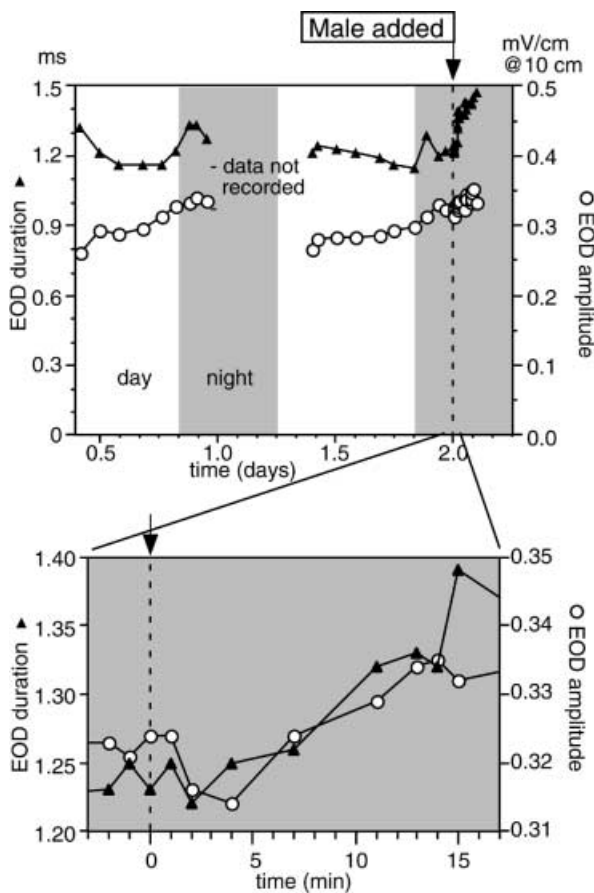 Male added
ms
mV/cm
@10 cm
1.5
1.2
0.9
0.6
0.3
0
EOD duration ▲
0.5
0.4
0.3
0.2
0.1
0.0
O EOD amplitude
- data not
recorded
day
night
0.5
1.0
1.5
2.0
time (days)
1.40
1.35
1.30
1.25
1.20
EOD duration ▲
0.35
0.34
0.33
0.32
0.31
O EOD amplitude
0
5
10
15
time (min)